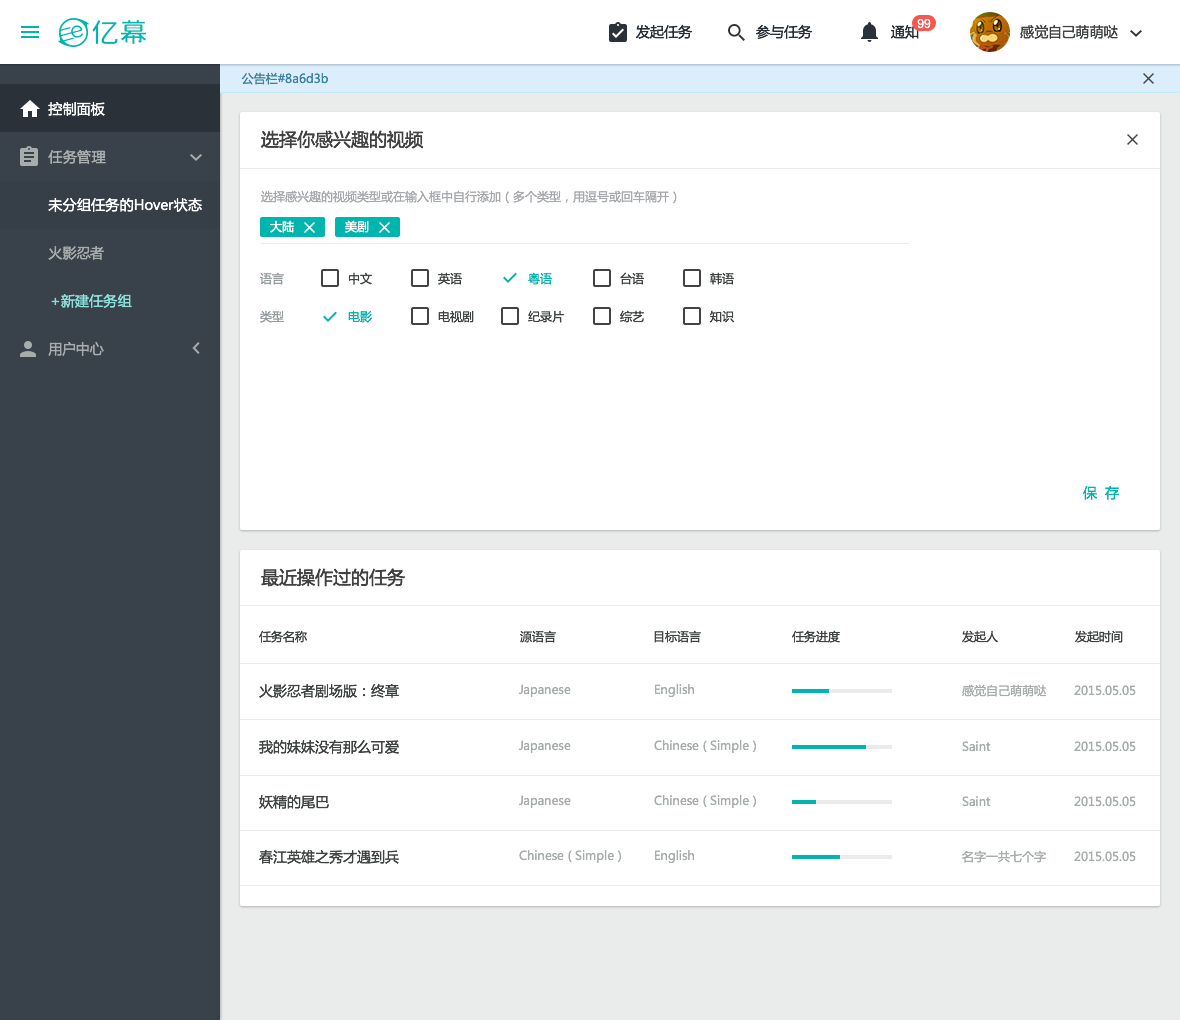 亿幕
发起任务
参与任务
通知
99
感觉自己萌萌哒
公告栏#8a6d3b
控制面板
任务管理
未分组任务的Hover状态
火影忍者
+新建任务组
用户中心
选择你感兴趣的视频
选择感兴趣的视频类型或在输入框中自行添加（多个类型，用逗号或回车隔开）
大陆 美剧
语言 中文 英语 粤语 台语 韩语
类型 电影 电视剧 纪录片 综艺 知识
保 存
最近操作过的任务
任务名称 源语言 目标语言 任务进度 发起人 发起时间
火影忍者剧场版：终章 Japanese English 感觉自己萌萌哒 2015.05.05
我的妹妹没有那么可爱 Japanese Chinese ( Simple ) Saint 2015.05.05
妖精的尾巴 Japanese Chinese ( Simple ) Saint 2015.05.05
春江英雄之秀才遇到兵 Chinese ( Simple ) English 名字一共七个字 2015.05.05